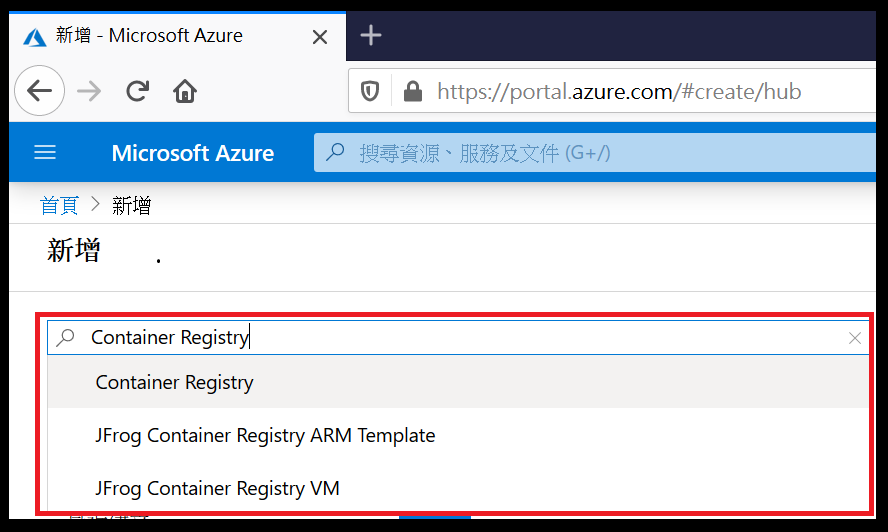 新增 - Microsoft Azure
https://portal.azure.com/#create/hub
Microsoft Azure
搜尋資源、服務及文件 (G+/)
首頁 > 新增
新增
Container Registry
Container Registry
JFrog Container Registry ARM Template
JFrog Container Registry VM